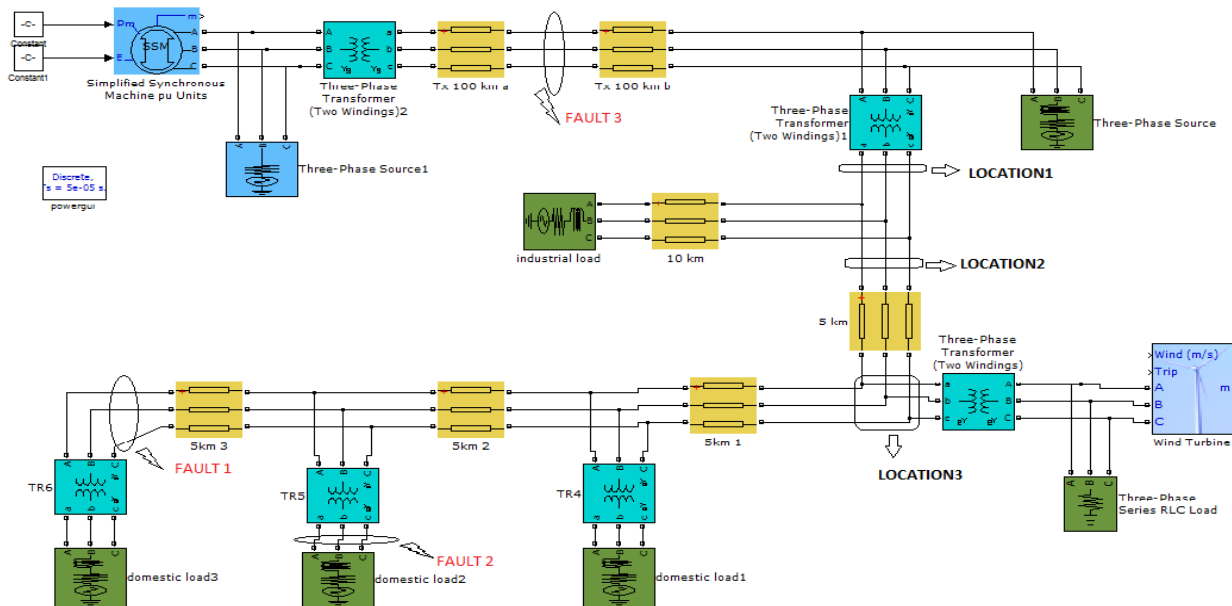 -C-
Constant
-C-
Constant1
Pm
E
SSM
m
A
B
C
Simplified Synchronous
Machine pu Units
A
B
C
a
b
c
Yg
Yg
Three-Phase
Transformer
(Two Windings)2
Tx 100 km a
FAULT 3
Tx 100 km b
A
B
C
Three-Phase Source1
Discrete,
s = 5e-05 s.
powergui
Three-Phase
Transformer
(Two Windings)1
A
B
C
a
b
c
A
B
C
Three-Phase Source
LOCATION1
A
B
C
industrial load
10 km
LOCATION2
5 km
Three-Phase
Transformer
(Two Windings)
a
b
c
A
B
C
Wind (m/s)
Trip
A
B
C
m
Wind Turbine
LOCATION3
A
B
C
Three-Phase
Series RLC Load
5km 3
5km 2
5km 1
FAULT 1
TR6
A
B
C
a
b
c
TR5
A
B
C
a
b
c
TR4
A
B
C
a
b
c
FAULT 2
A
B
C
domestic load3
A
B
C
domestic load2
A
B
C
domestic load1